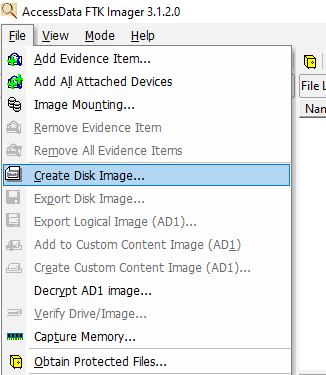 AccessData FTK Imager 3.1.2.0
File View Mode Help
Add Evidence Item...
Add All Attached Devices
Image Mounting...
Remove Evidence Item
Remove All Evidence Items
Create Disk Image...
Export Disk Image...
Export Logical Image (AD1)...
Add to Custom Content Image (AD1)
Create Custom Content Image (AD1)...
Decrypt AD1 image...
Verify Drive/Image...
Capture Memory...
Obtain Protected Files...
File L
Nan